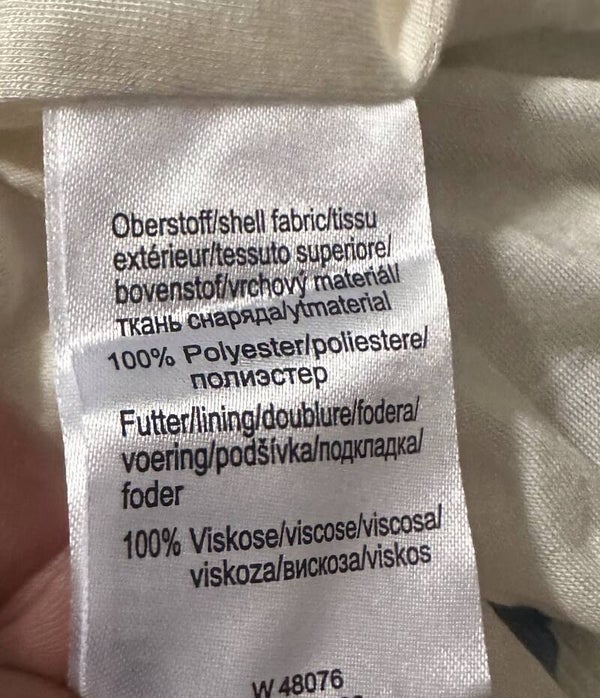 Oberstoff/shell fabric/tissu
extérieur/tessuto superiore/
bovenstof/vrchový materiáll
ткань снаряда/ytmaterial
100% Polyester/poliestere/
полиэстер
Futter/lining/doublure/fodera/
voering/podšívka/подкладка/
foder
100% Viskose/viscose/viscosa/
viskoza/вискоза/viskos
W 48076